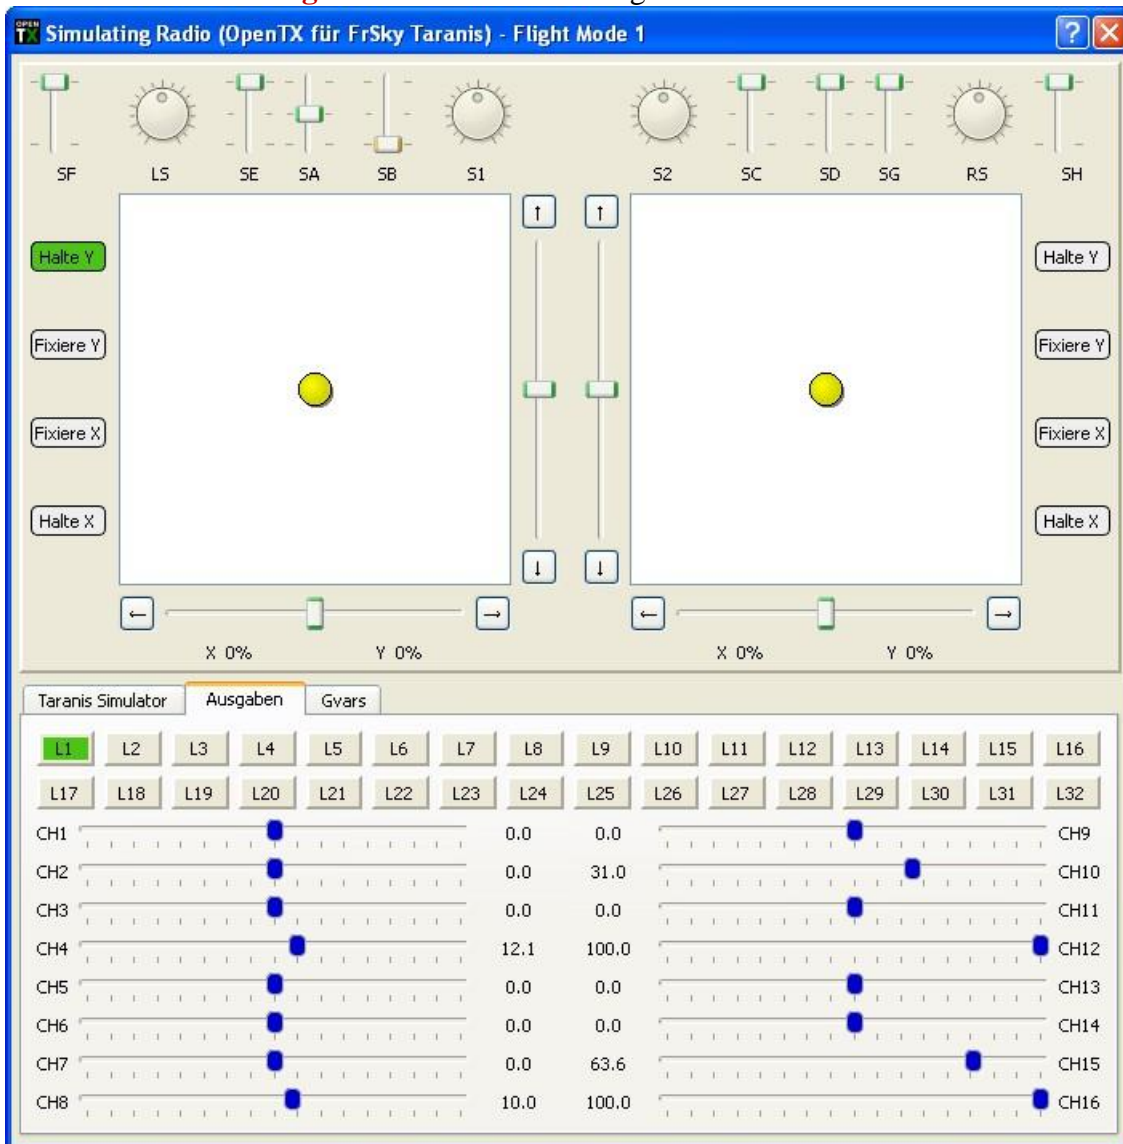 OPEN TX Simulating Radio (OpenTX für FrSky Taranis) - Flight Mode 1 ?
SF LS SE SA SB S1 S2 SC SD SG RS SH
↑ ↑
Halte Y Halte Y
Fixiere Y Fixiere Y
Fixiere X Fixiere X
Halte X Halte X
↓ ↓
← → ← →
X 0% Y 0% X 0% Y 0%
Taranis Simulator Ausgaben Gvars
L1 L2 L3 L4 L5 L6 L7 L8 L9 L10 L11 L12 L13 L14 L15 L16
L17 L18 L19 L20 L21 L22 L23 L24 L25 L26 L27 L28 L29 L30 L31 L32
CH1 0.0 0.0 CH9
CH2 0.0 31.0 CH10
CH3 0.0 0.0 CH11
CH4 12.1 100.0 CH12
CH5 0.0 0.0 CH13
CH6 0.0 0.0 CH14
CH7 0.0 63.6 CH15
CH8 10.0 100.0 CH16